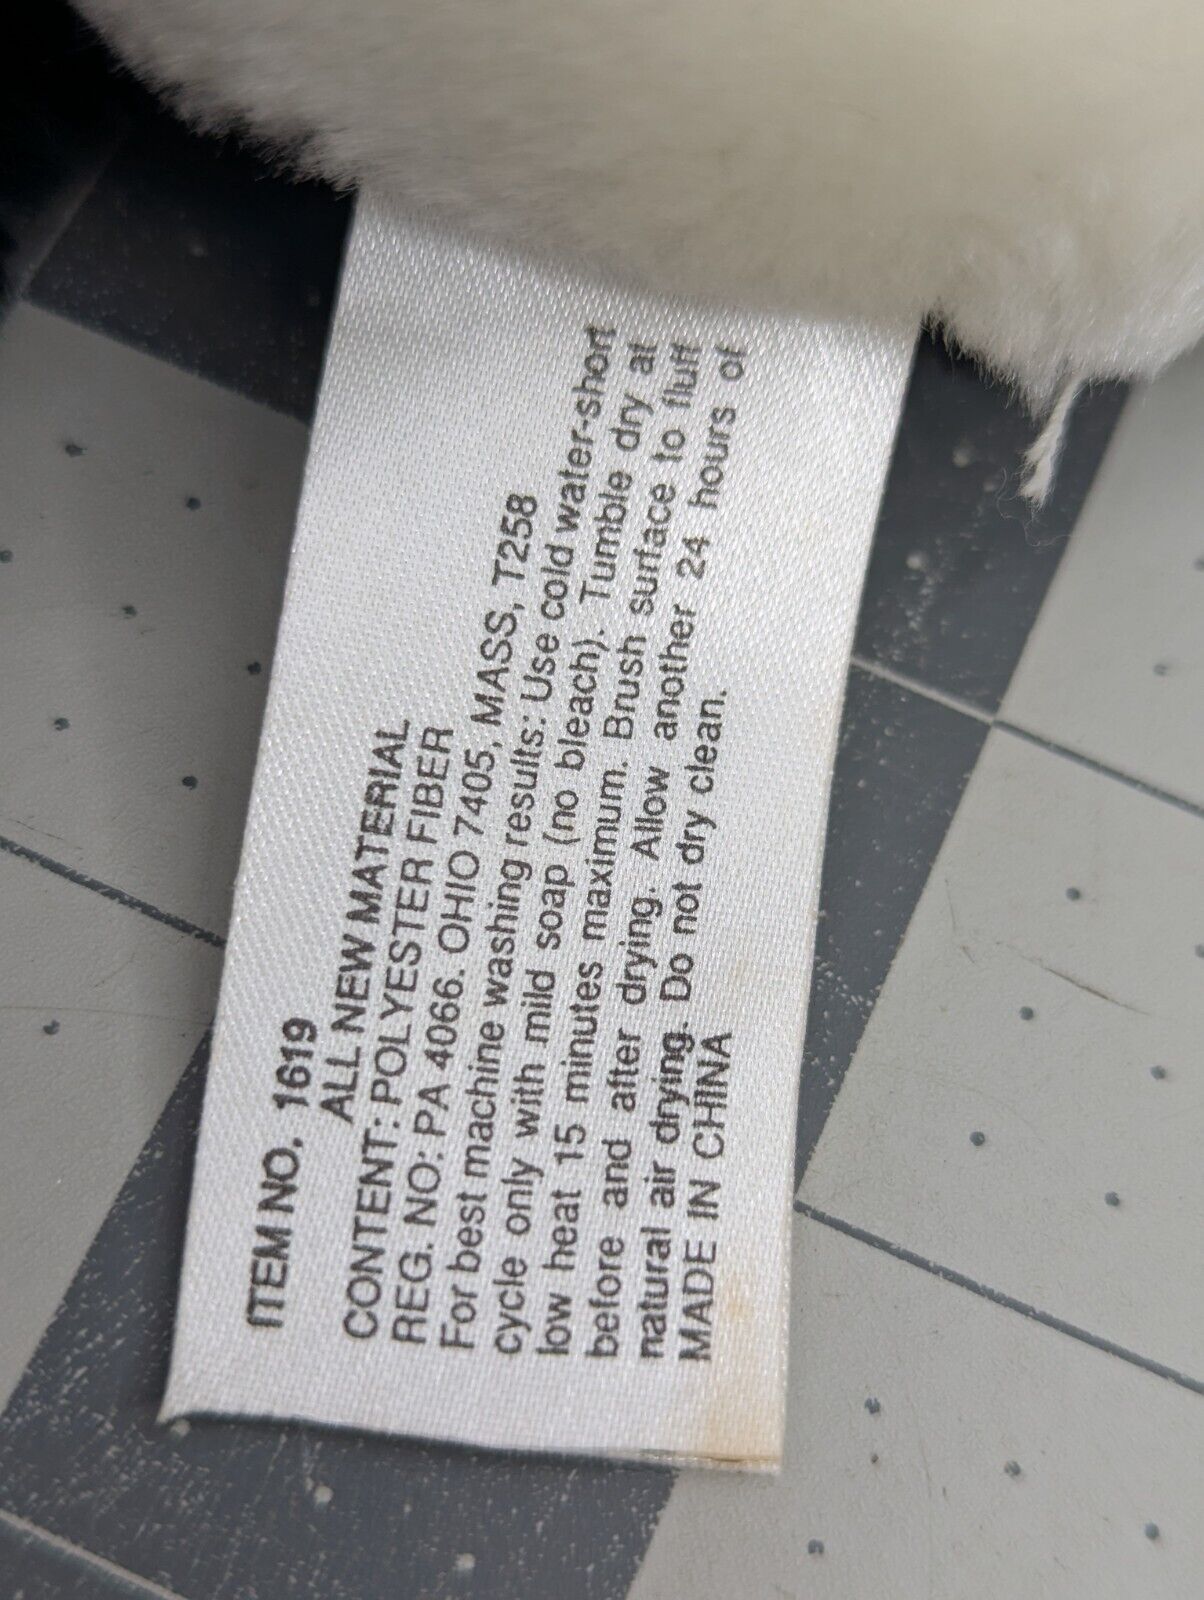 ITEM NO. 1619
ALL NEW MATERIAL
CONTENT: POLYESTER FIBER
REG. NO: PA 4066. OHIO 7405, MASS, T258
For best machine washing results: Use cold water-short
cycle only with mild soap (no bleach). Tumble dry at
low heat 15 minutes maximum. Brush surface to fluff
before and after drying. Allow another 24 hours of
natural air drying. Do not dry clean.
MADE IN CHINA